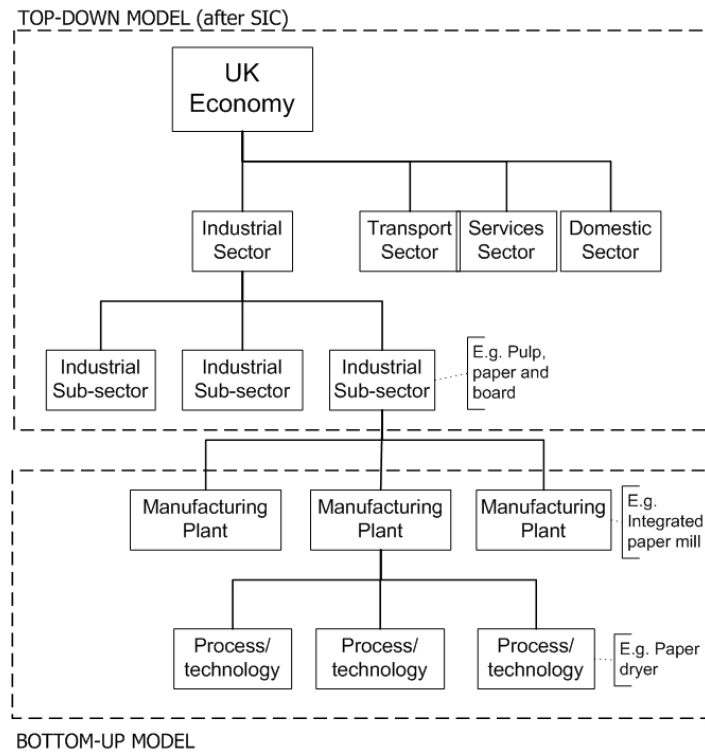 TOP-DOWN MODEL (after SIC)
UK
Economy
Industrial
Sector
Transport
Sector
Services
Sector
Domestic
Sector
Industrial
Sub-sector
Industrial
Sub-sector
Industrial
Sub-sector
E.g. Pulp,
paper and
board
Manufacturing
Plant
Manufacturing
Plant
Manufacturing
Plant
E.g.
Integrated
paper mill
Process/
technology
Process/
technology
Process/
technology
E.g. Paper
dryer
BOTTOM-UP MODEL